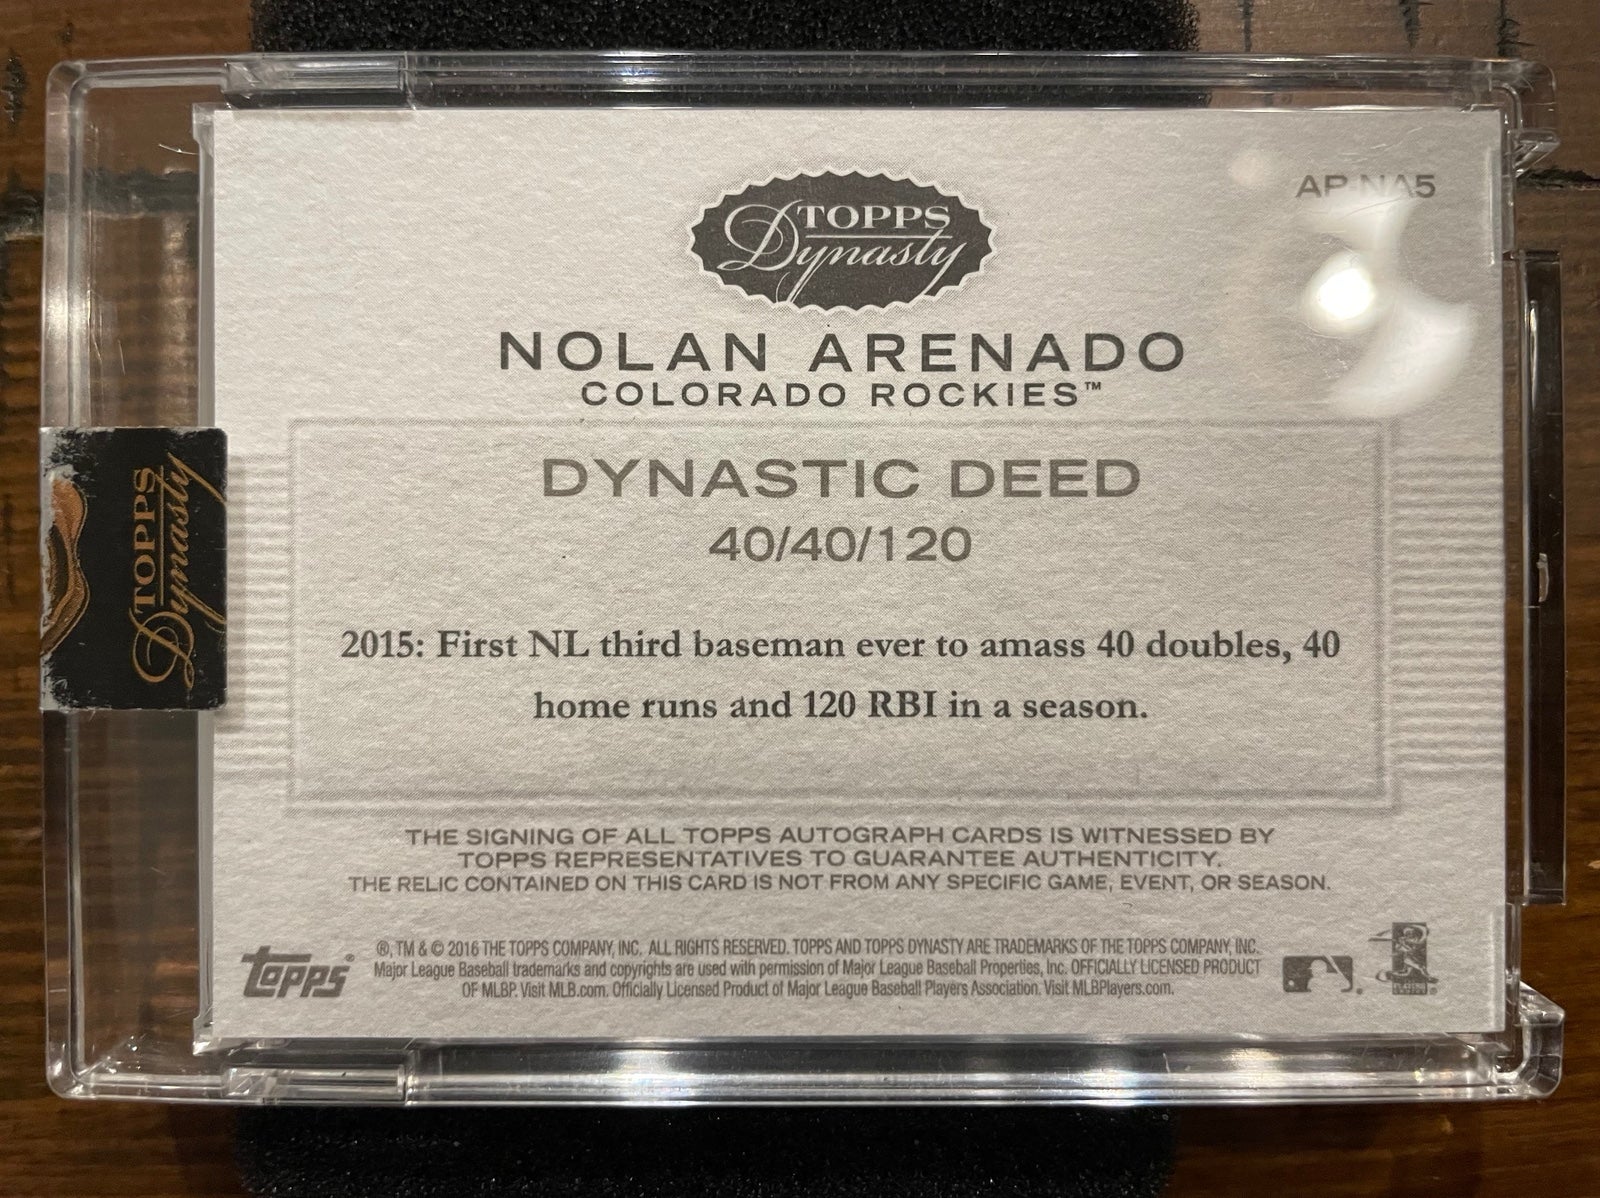 AP-NA5
TOPPS
Dynasty
NOLAN ARENADO
COLORADO ROCKIES™
DYNASTIC DEED
40/40/120
2015: First NL third baseman ever to amass 40 doubles, 40
home runs and 120 RBI in a season.
TOPPS
Dynasty
THE SIGNING OF ALL TOPPS AUTOGRAPH CARDS IS WITNESSED BY
TOPPS REPRESENTATIVES TO GUARANTEE AUTHENTICITY.
THE RELIC CONTAINED ON THIS CARD IS NOT FROM ANY SPECIFIC GAME, EVENT, OR SEASON.
topps®
®, TM & © 2016 THE TOPPS COMPANY, INC. ALL RIGHTS RESERVED. TOPPS AND TOPPS DYNASTY ARE TRADEMARKS OF THE TOPPS COMPANY, INC.
Major League Baseball trademarks and copyrights are used with permission of Major League Baseball Properties, Inc. OFFICIALLY LICENSED PRODUCT
OF MLBP. Visit MLB.com. Officially Licensed Product of Major League Baseball Players Association. Visit MLBPlayers.com.